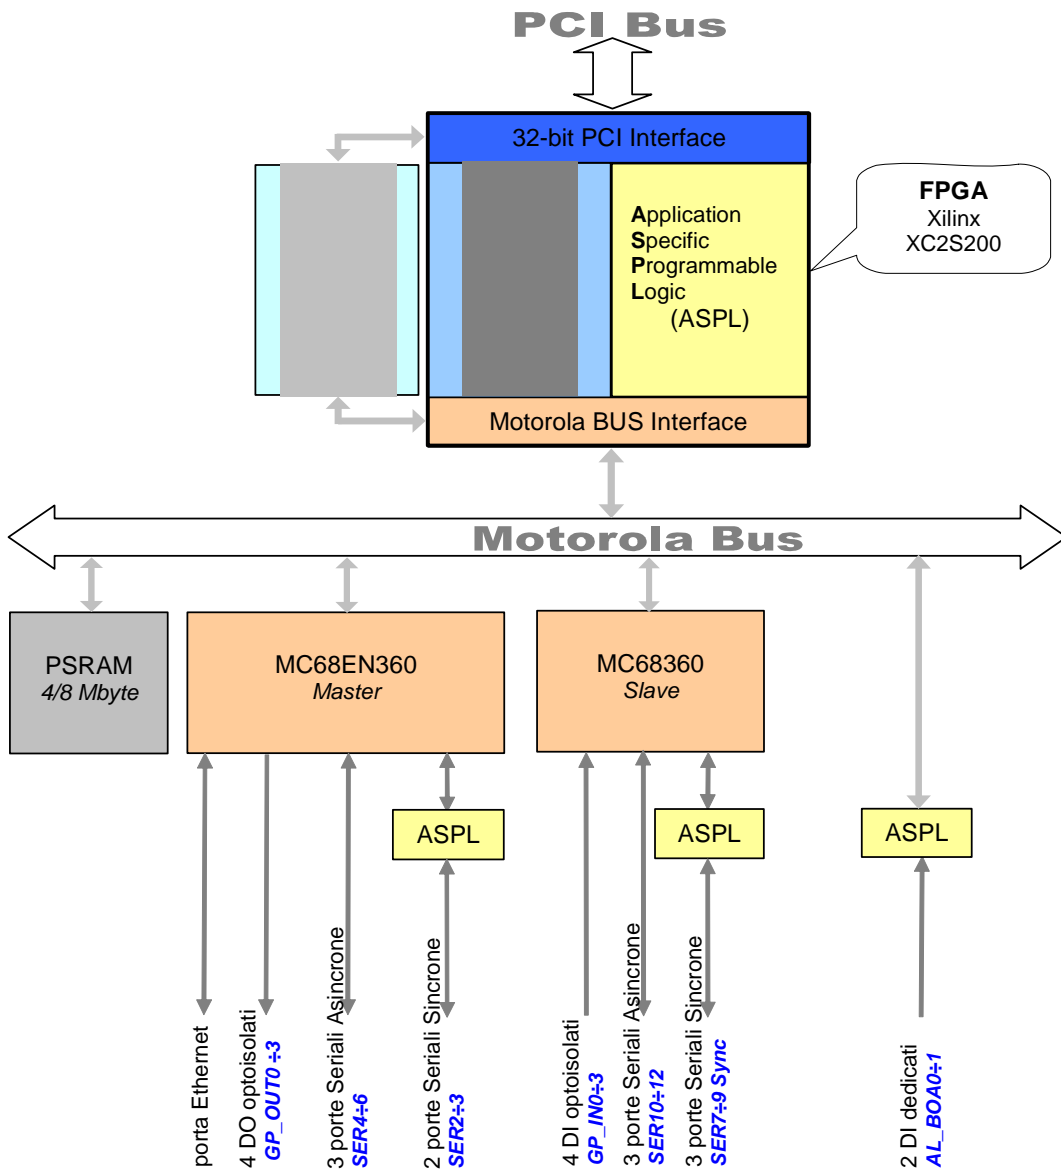 PCI Bus
32-bit PCI Interface
FPGA
Xilinx
XC2S200
Application
Specific
Programmable
Logic
(ASPL)
Motorola BUS Interface
Motorola Bus
PSRAM
4/8 Mbyte
MC68EN360
Master
MC68360
Slave
ASPL
ASPL
ASPL
porta Ethernet
4 DO optoisolati
GP_OUT0÷3
3 porte Seriali Asincrone
SER4÷6
2 porte Seriali Sincrone
SER2÷3
4 DI optoisolati
GP_IN0÷3
3 porte Seriali Asincrone
SER10÷12
3 porte Seriali Sincrone
SER7÷9 Sync
2 DI dedicati
AL_BOA0÷1